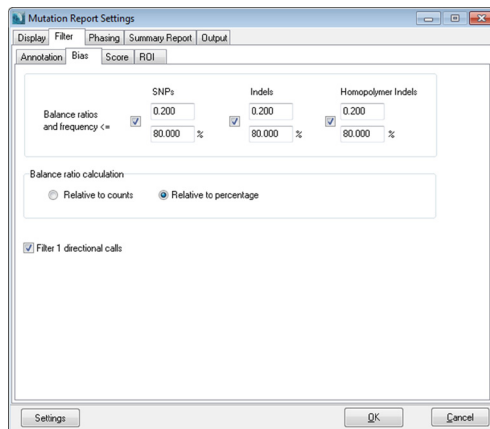 Mutation Report Settings
Display Filter Phasing Summary Report Output
Annotation Bias Score ROI
SNPs Indels Homopolymer Indels
Balance ratios
and frequency <=
0.200 0.200 0.200
80.000 % 80.000 % 80.000 %
Balance ratio calculation
Relative to counts Relative to percentage
Filter 1 directional calls
Settings OK Cancel